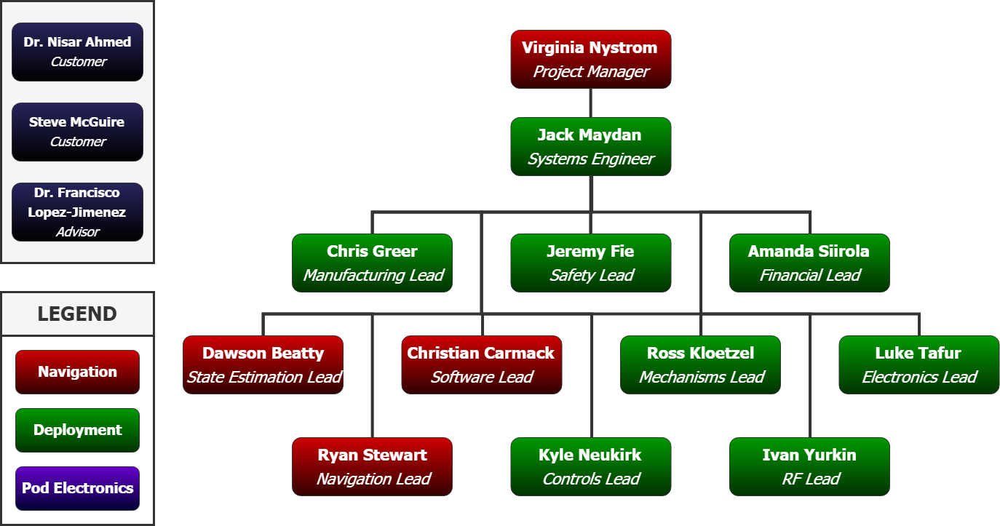 Dr. Nisar Ahmed
Customer
Steve McGuire
Customer
Dr. Francisco
Lopez-Jimenez
Advisor
LEGEND
Navigation
Deployment
Pod Electronics
Virginia Nystrom
Project Manager
Jack Maydan
Systems Engineer
Chris Greer
Manufacturing Lead
Jeremy Fie
Safety Lead
Amanda Siirola
Financial Lead
Dawson Beatty
State Estimation Lead
Christian Carmack
Software Lead
Ross Kloetzel
Mechanisms Lead
Luke Tafur
Electronics Lead
Ryan Stewart
Navigation Lead
Kyle Neukirk
Controls Lead
Ivan Yurkin
RF Lead